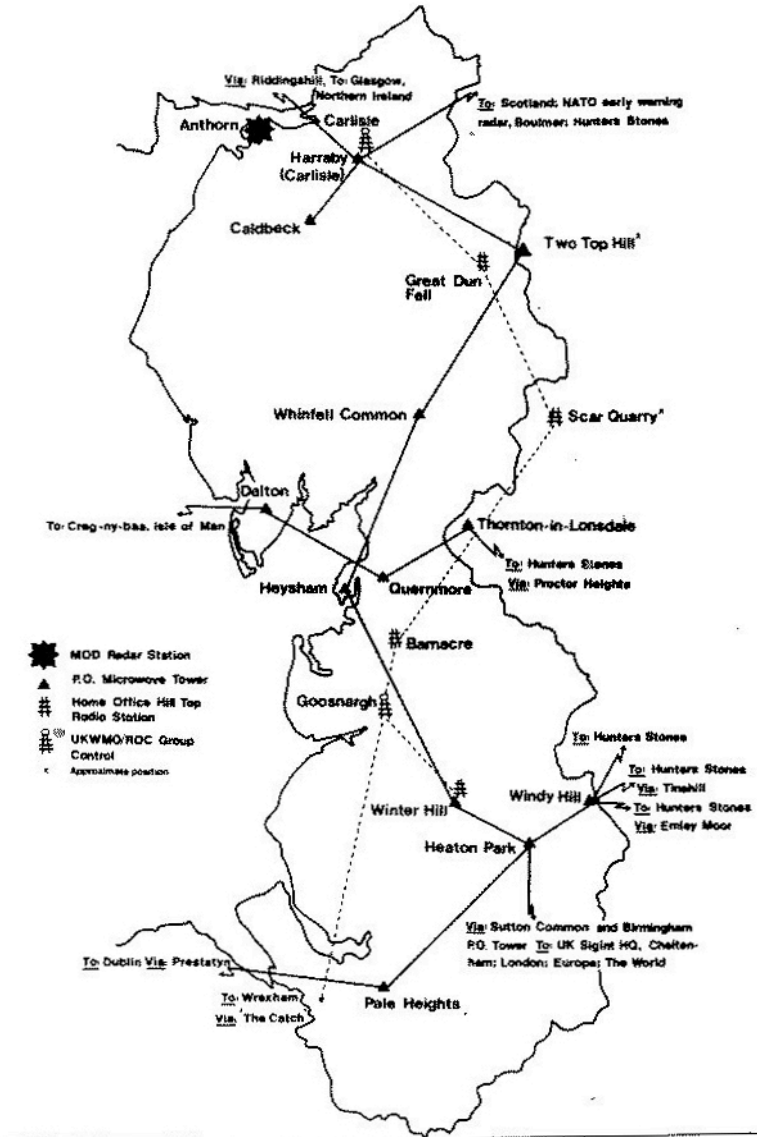 Via: Riddingshill, To: Glasgow,
Northern Ireland
To: Scotland; NATO early warning
radar, Boulmer; Hunters Stones
Anthorn
Carlisle
Harraby
(Carlisle)
Caldbeck
Two Top Hill*
Great Dun
Fell
Whinfell Common
Scar Quarry*
Dalton
To: Creg-ny-baa, Isle of Man
Thornton-in-Lonsdale
To: Hunters Stones
Via: Proctor Heights
Heysham
Quernmore
Barnacre
MOD Radar Station
P.O. Microwave Tower
Home Office Hill Top
Radio Station
UKWMO/ROC Group
Control
x Approximate position
Goosnargh
To: Hunters Stones
To: Hunters Stones
Via: Tinshill
To: Hunters Stones
Via: Emley Moor
Winter Hill
Windy Hill
Heaton Park
Via: Sutton Common and Birmingham
P.O. Tower To: UK Sigint HQ, Chelten-
ham; London; Europe; The World
To: Dublin Via: Prestatyn
To: Wrexham
Via: 'The Catch'
Pale Heights